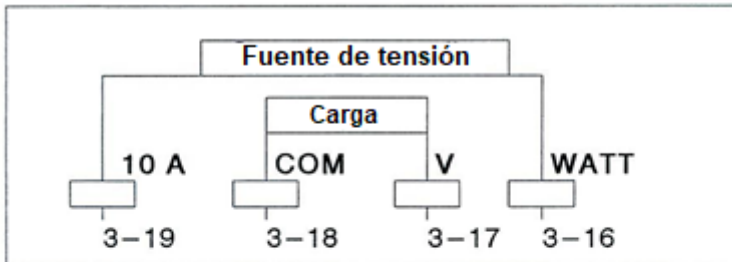 Fuente de tensión
Carga
10 A COM V WATT
3-19 3-18 3-17 3-16